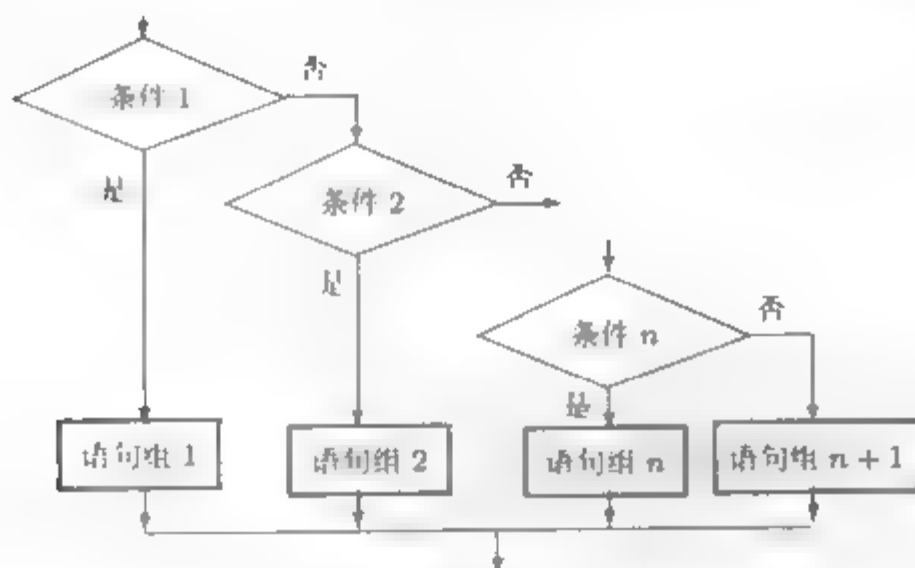 否
条件 1
是
否
条件 2
是
否
条件 n
是
语句组 1
语句组 2
语句组 n
语句组 n + 1